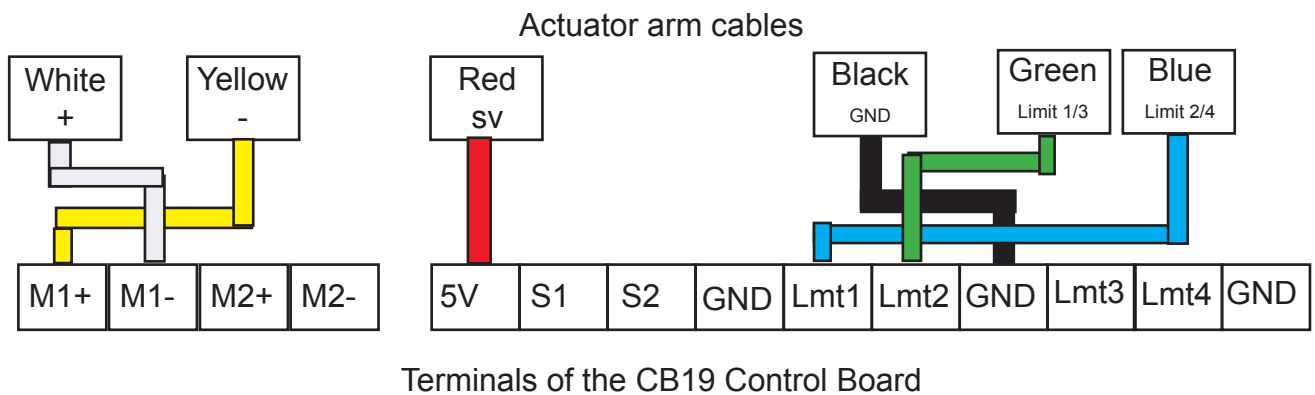 Actuator arm cables
White
+
Yellow
-
Red
sv
Black
GND
Green
Limit 1/3
Blue
Limit 2/4
M1+ M1- M2+ M2-
5V S1 S2 GND Lmt1 Lmt2 GND Lmt3 Lmt4 GND
Terminals of the CB19 Control Board